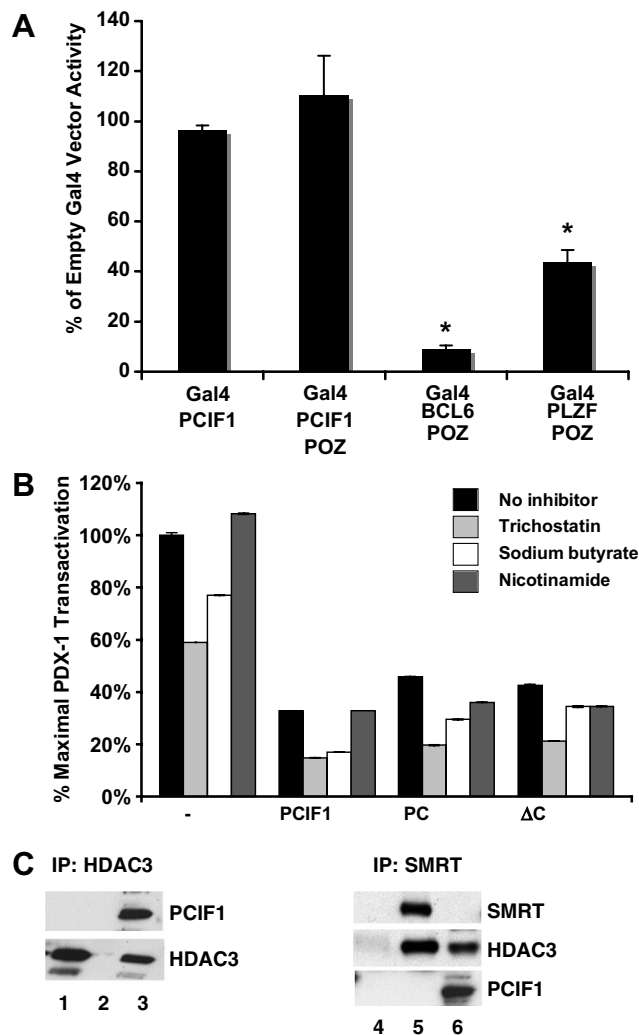 A
% of Empty Gal4 Vector Activity
140
120
100
80
60
40
20
0
*
*
Gal4
PCIF1
Gal4
PCIF1
POZ
Gal4
BCL6
POZ
Gal4
PLZF
POZ
B
% Maximal PDX-1 Transactivation
120%
100%
80%
60%
40%
20%
0%
No inhibitor
Trichostatin
Sodium butyrate
Nicotinamide
-
PCIF1
PC
ΔC
C
IP: HDAC3
PCIF1
HDAC3
1 2 3
IP: SMRT
SMRT
HDAC3
PCIF1
4 5 6